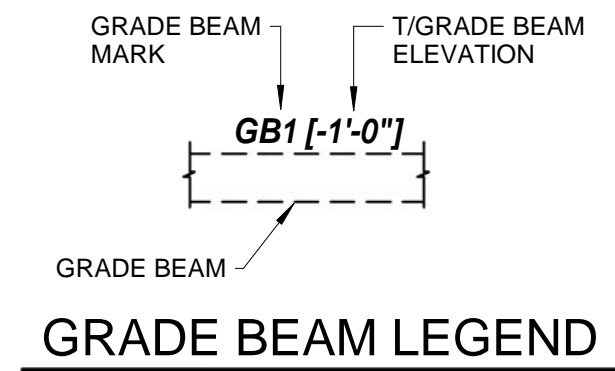 GRADE BEAM
MARK
T/GRADE BEAM
ELEVATION
GB1 [-1'-0"]
GRADE BEAM
GRADE BEAM LEGEND